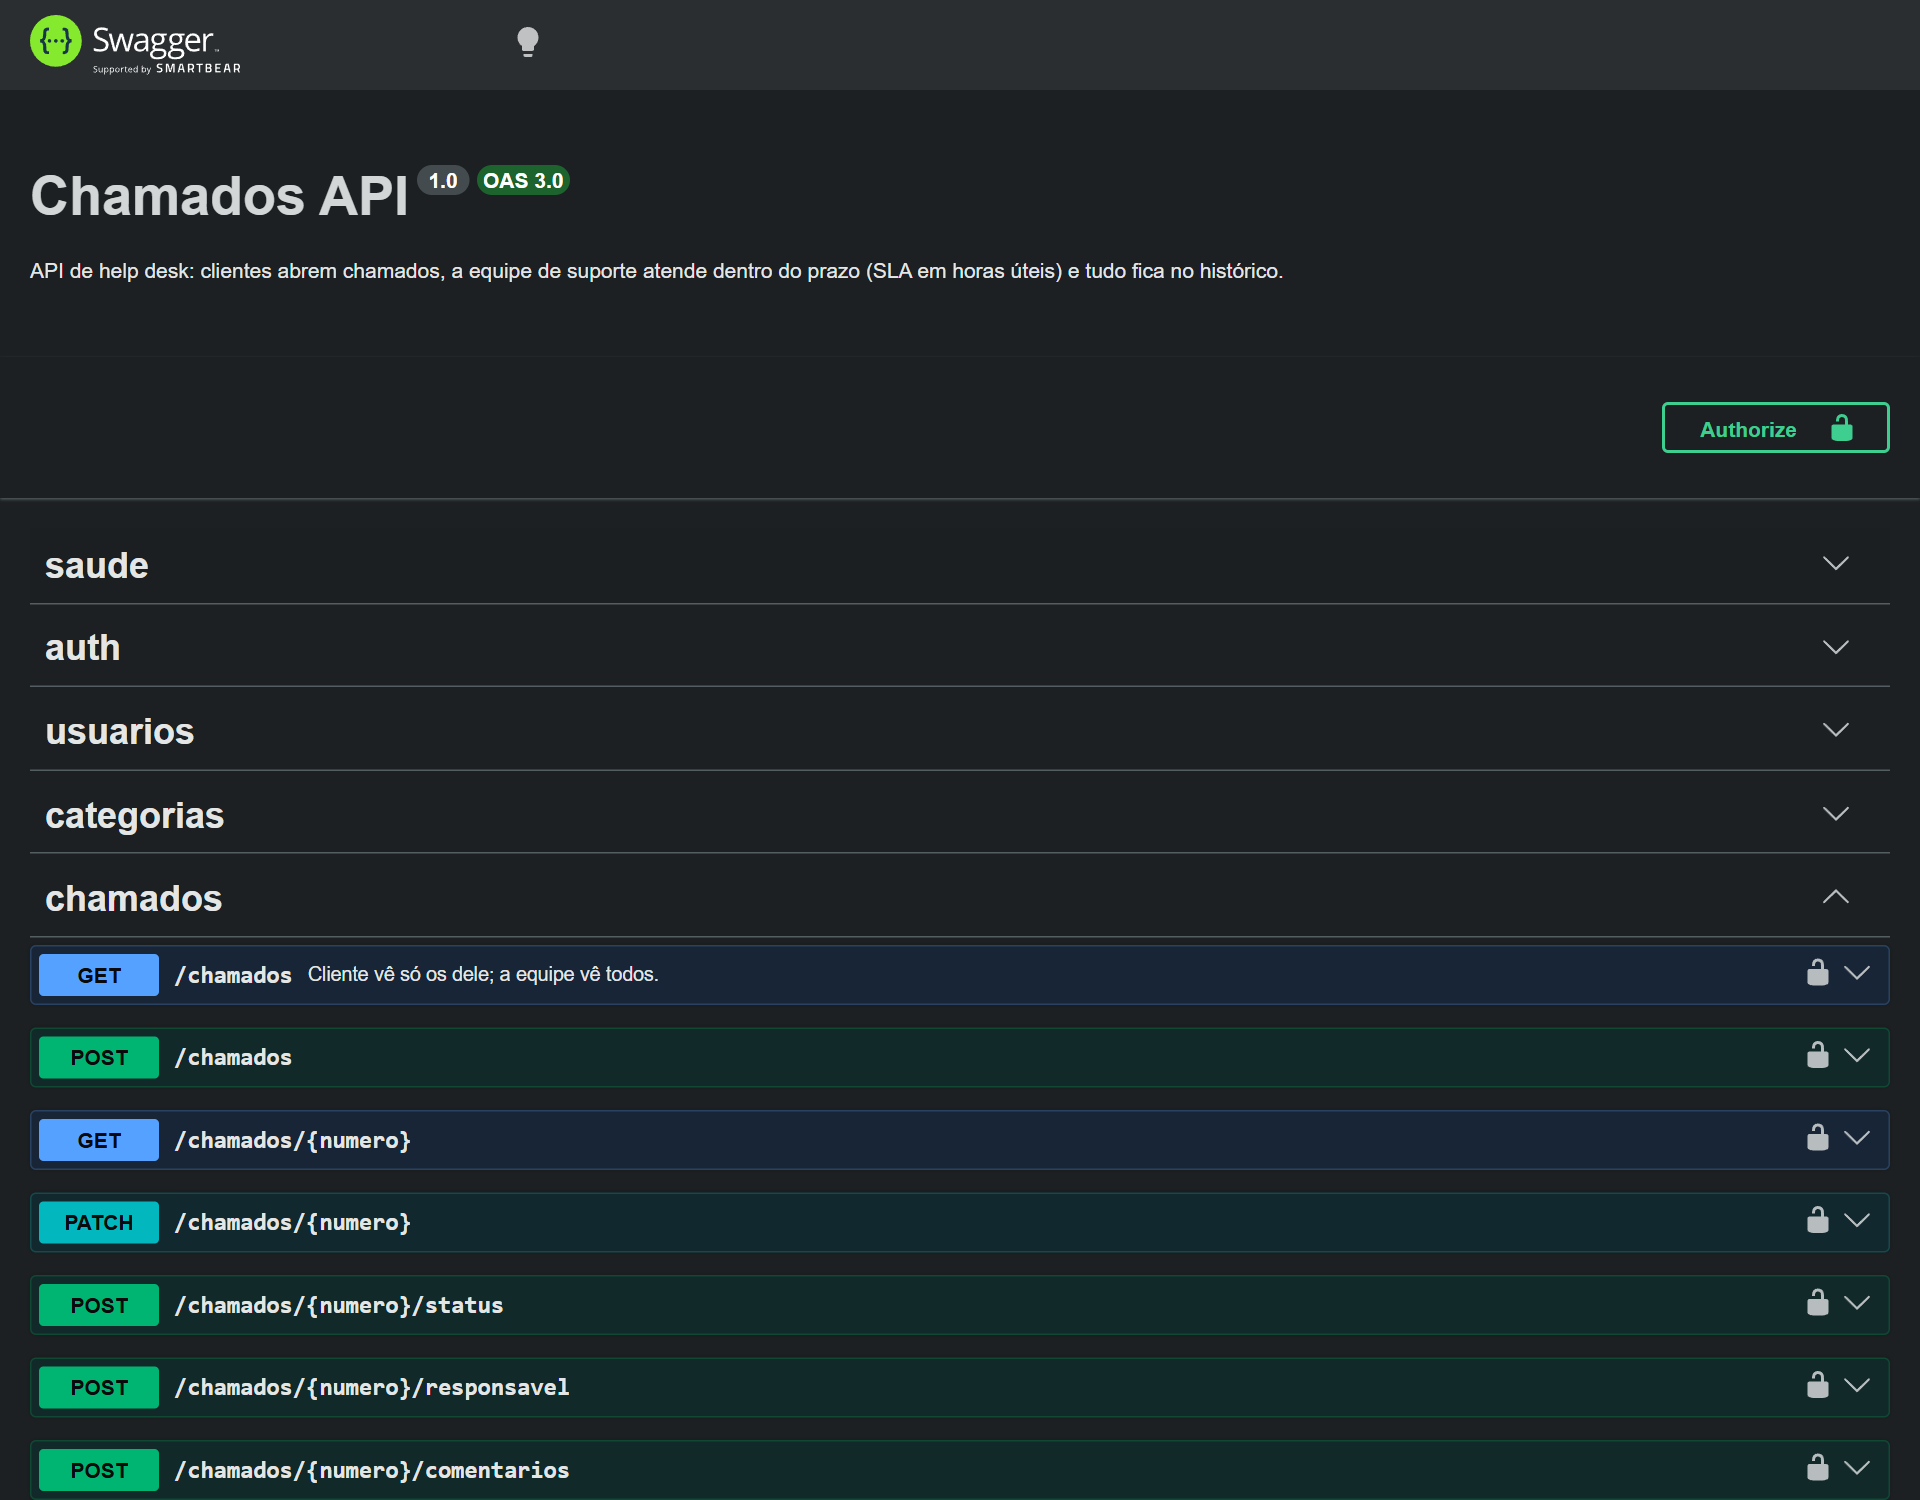 {...} Swagger
Supported by SMARTBEAR
Chamados API 1.0 OAS 3.0
API de help desk: clientes abrem chamados, a equipe de suporte atende dentro do prazo (SLA em horas úteis) e tudo fica no histórico.
Authorize
saude
auth
usuarios
categorias
chamados
GET /chamados Cliente vê só os dele; a equipe vê todos.
POST /chamados
GET /chamados/{numero}
PATCH /chamados/{numero}
POST /chamados/{numero}/status
POST /chamados/{numero}/responsavel
POST /chamados/{numero}/comentarios